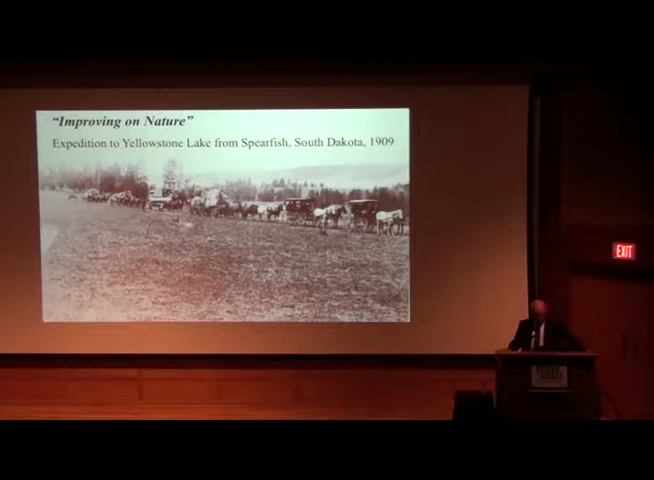 "Improving on Nature"
Expedition to Yellowstone Lake from Spearfish, South Dakota, 1909
EXIT